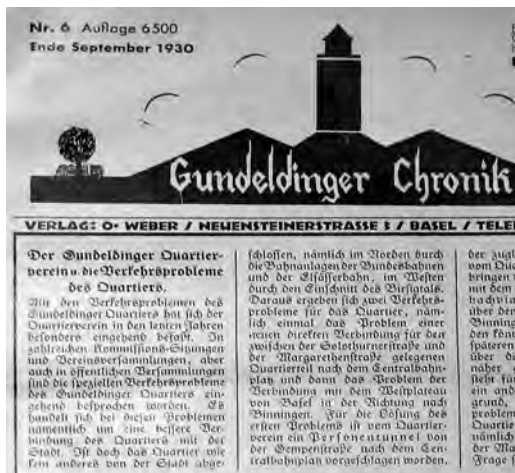 Nr. 6 Auflage 6500
Ende September 1930
Gundeldinger Chronik
VERLAG: O. WEBER / NEUENSTEINERSTRASSE 3 / BASEL / TELE
Der Gundeldinger Quartier-
verein u. die Verkehrsprobleme
des Quartiers.
Mit den Verkehrsproblemen des
Gundeldinger Quartiers hat sich der
Quartierverein in den letzten Jahren
besonders eingehend befaßt. In
zahlreichen Kommissions-Sitzungen
und Vereinsversammlungen, aber
auch in öffentlichen Versammlungen
sind die speziellen Verkehrsprobleme
des Gundeldinger Quartiers ein-
gehend besprochen worden. Es
handelt sich bei diesen Problemen
namentlich um eine bessere Ver-
bindung des Quartiers mit der
Stadt. Ist doch das Quartier wie
kein anderes von der Stadt abge-
schlossen, nämlich im Norden durch
die Bahnanlagen der Bundesbahnen
und der Elsässerbahn, im Westen
durch den Einschnitt des Birsigtals.
Daraus ergeben sich zwei Verkehrs-
probleme für das Quartier, näm-
lich einmal das Problem einer
neuen direkten Verbindung für den
zwischen der Solothurnerstraße und
der Margarethenstraße gelegenen
Quartierteil nach dem Centralbahn-
platz und dann das Problem der
Verbindung mit dem Westplateau
von Basel in der Richtung nach
Binningen. Für die Lösung des
ersten Problems ist vom Quartier-
verein ein Personentunnel von
der Gempenstraße nach dem Cen-
tralbahnplatz vorgeschlagen worden,
der zugl
vom Qua
bringen
mit dem
bachvia
über den
Binning
den kön
späteren
über di
näher
sieht für
ein and
grund,
problem
Quartie
nämlich
der Ma
Frage